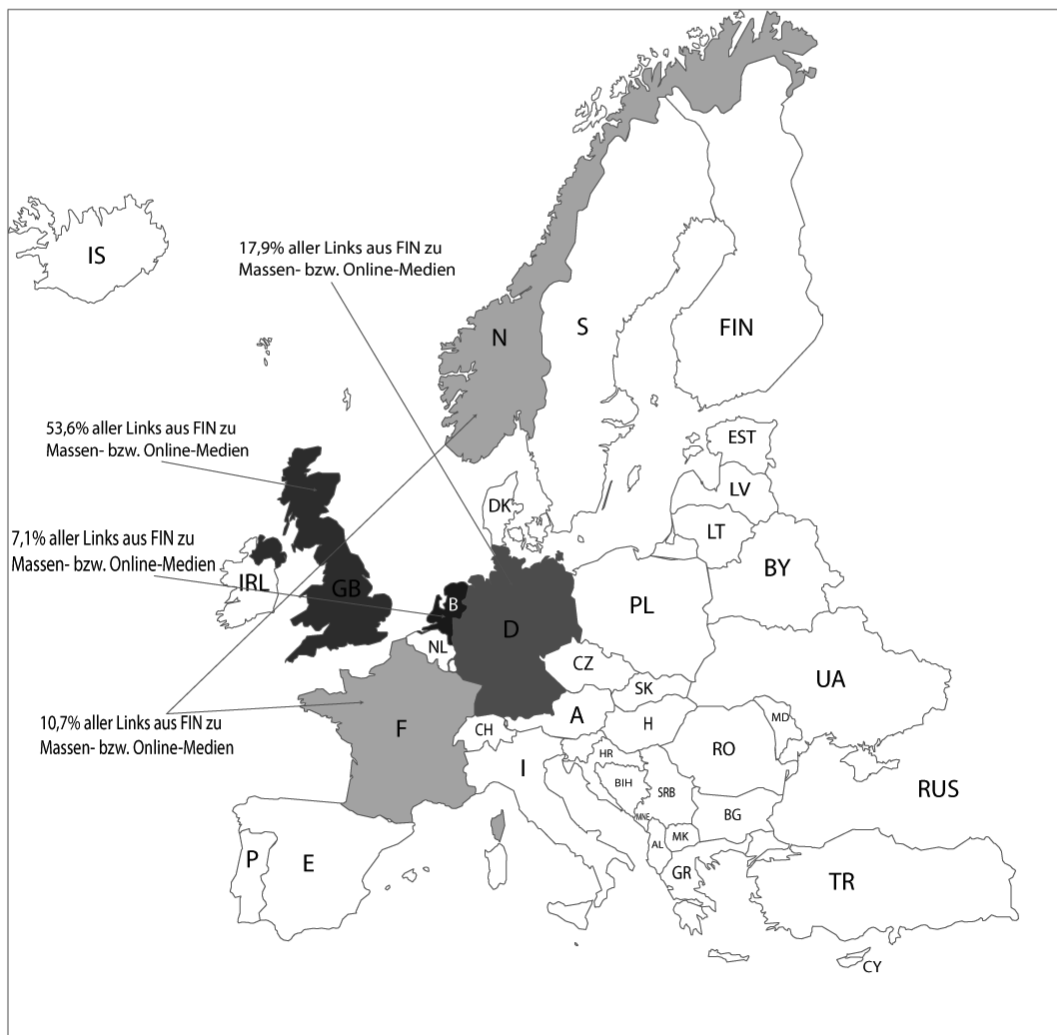 IS
17,9% aller Links aus FIN zu
Massen- bzw. Online-Medien
N
S
FIN
53,6% aller Links aus FIN zu
Massen- bzw. Online-Medien
EST
LV
DK
LT
7,1% aller Links aus FIN zu
Massen- bzw. Online-Medien
BY
IRL
GB
B
PL
D
NL
CZ
UA
SK
10,7% aller Links aus FIN zu
Massen- bzw. Online-Medien
F
CH
A
H
MD
RO
HR
I
BIH
SRB
RUS
MNE
BG
MK
AL
P
E
GR
TR
CY